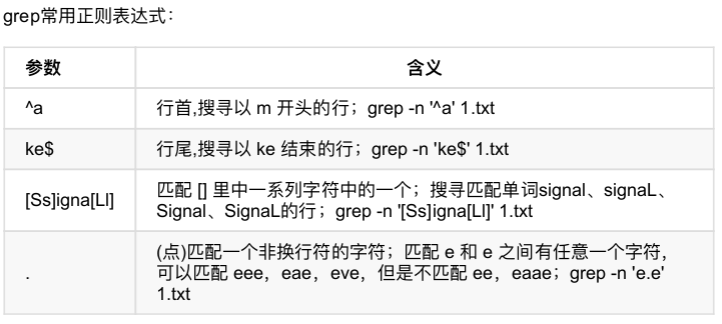 grep常用正则表达式：
参数 含义
^a 行首,搜寻以 m 开头的行；grep -n '^a' 1.txt
ke$ 行尾,搜寻以 ke 结束的行；grep -n 'ke$' 1.txt
[Ss]igna[Ll] 匹配 [] 里中一系列字符中的一个；搜寻匹配单词signal、signaL、
Signal、SignaL的行；grep -n '[Ss]igna[Ll]' 1.txt
. (点)匹配一个非换行符的字符；匹配 e 和 e 之间有任意一个字符,
可以匹配 eee，eae，eve，但是不匹配 ee，eaae；grep -n 'e.e'
1.txt